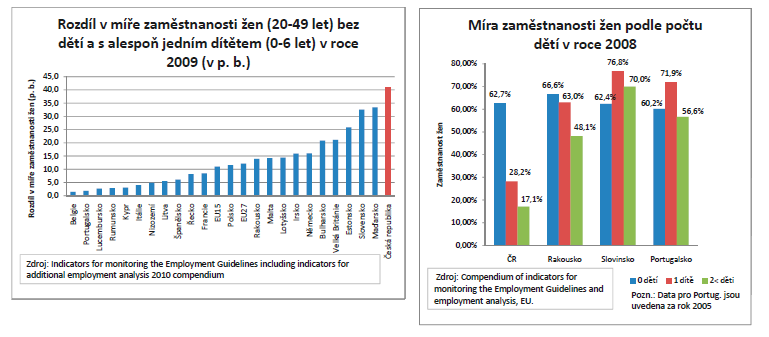 Rozdíl v míře zaměstnanosti žen (20-49 let) bez
dětí a s alespoň jedním dítětem (0-6 let) v roce
2009 (v p. b.)
Rozdíl v míře zaměstnanosti žen (p. b.)
45,0
40,0
35,0
30,0
25,0
20,0
15,0
10,0
5,0
0,0
Belgie
Portugalsko
Lucembursko
Rumunsko
Kypr
Itálie
Nizozemí
Litva
Španělsko
Řecko
Francie
EU15
Polsko
EU27
Rakousko
Malta
Lotyšsko
Irsko
Německo
Bulharsko
Velká Británie
Estonsko
Slovensko
Maďarsko
Česká republika
Zdroj: Indicators for monitoring the Employment Guidelines including indicators for
additional employment analysis 2010 compendium
Míra zaměstnanosti žen podle počtu
dětí v roce 2008
Zaměstnanost žen
80,00%
70,00%
60,00%
50,00%
40,00%
30,00%
20,00%
10,00%
0,00%
62,7%
28,2%
17,1%
66,6%
63,0%
48,1%
62,4%
76,8%
70,0%
60,2%
71,9%
56,6%
ČR
Rakousko
Slovinsko
Portugalsko
Zdroj: Compendium of indicators for
monitoring the Employment Guidelines and
employment analysis, EU.
0 dětí
1 dítě
2< děti
Pozn.: Data pro Portug. jsou
uvedena za rok 2005